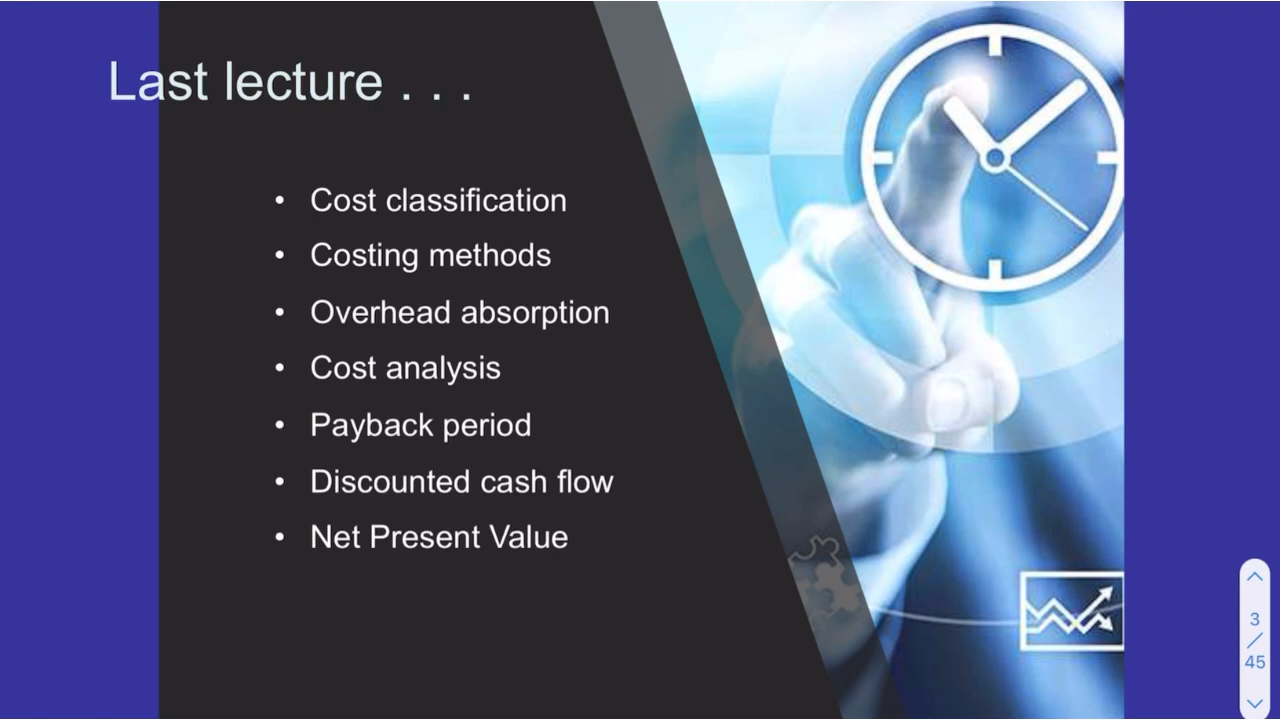 Last lecture . . .
• Cost classification
• Costing methods
• Overhead absorption
• Cost analysis
• Payback period
• Discounted cash flow
• Net Present Value
3
/
45